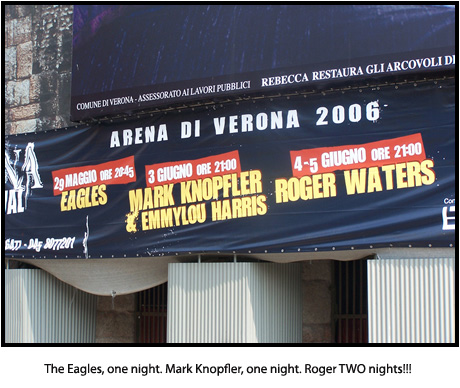 COMUNE DI VERONA - ASSESSORATO AI LAVORI PUBBLICI
REBECCA RESTAURA GLI ARCOVOLI
ARENA DI VERONA 2006
29 MAGGIO ORE 20:45
EAGLES
3 GIUGNO ORE 21:00
MARK KNOPFLER
& EMMYLOU HARRIS
4-5 GIUGNO ORE 21:00
ROGER WATERS
The Eagles, one night. Mark Knopfler, one night. Roger TWO nights!!!